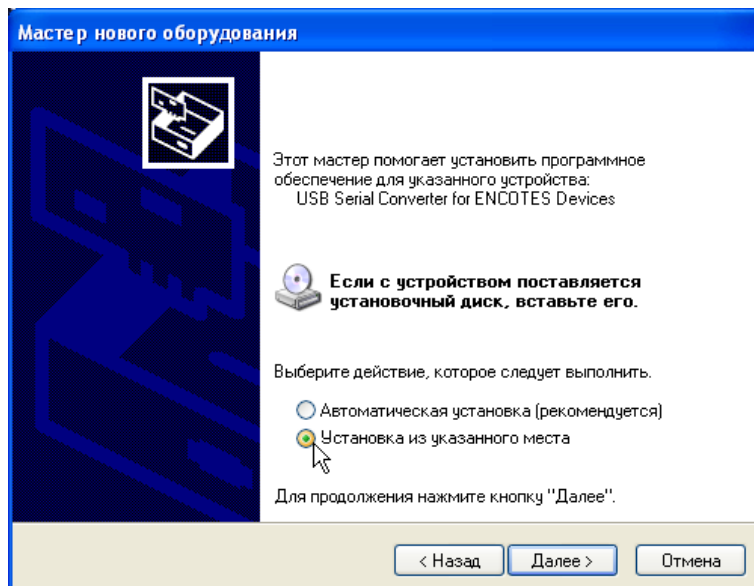 Мастер нового оборудования
Этот мастер помогает установить программное
обеспечение для указанного устройства:
USB Serial Converter for ENCOTES Devices
Если с устройством поставляется
установочный диск, вставьте его.
Выберите действие, которое следует выполнить.
Автоматическая установка (рекомендуется)
Установка из указанного места
Для продолжения нажмите кнопку "Далее".
< Назад
Далее >
Отмена